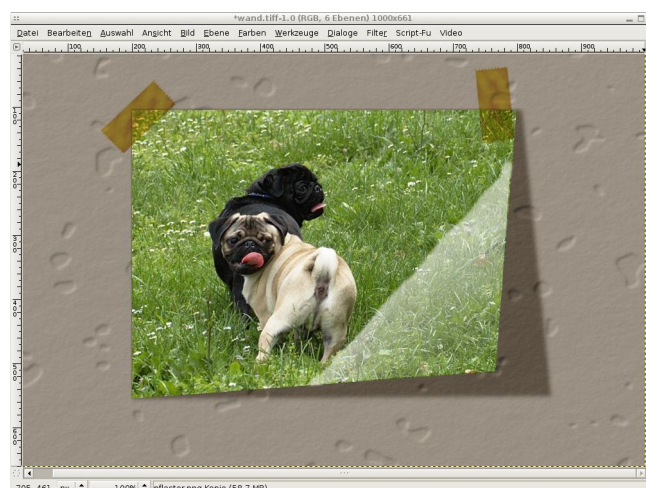 *wand.tiff-1.0 (RGB, 6 Ebenen) 1000x661
Datei Bearbeiten Auswahl Ansicht Bild Ebene Farben Werkzeuge Dialoge Filter Script-Fu Video
100 200 300 400 500 600 700 800 900
705, 461 px 100% pflaster.png Kopie (58,7 MB)